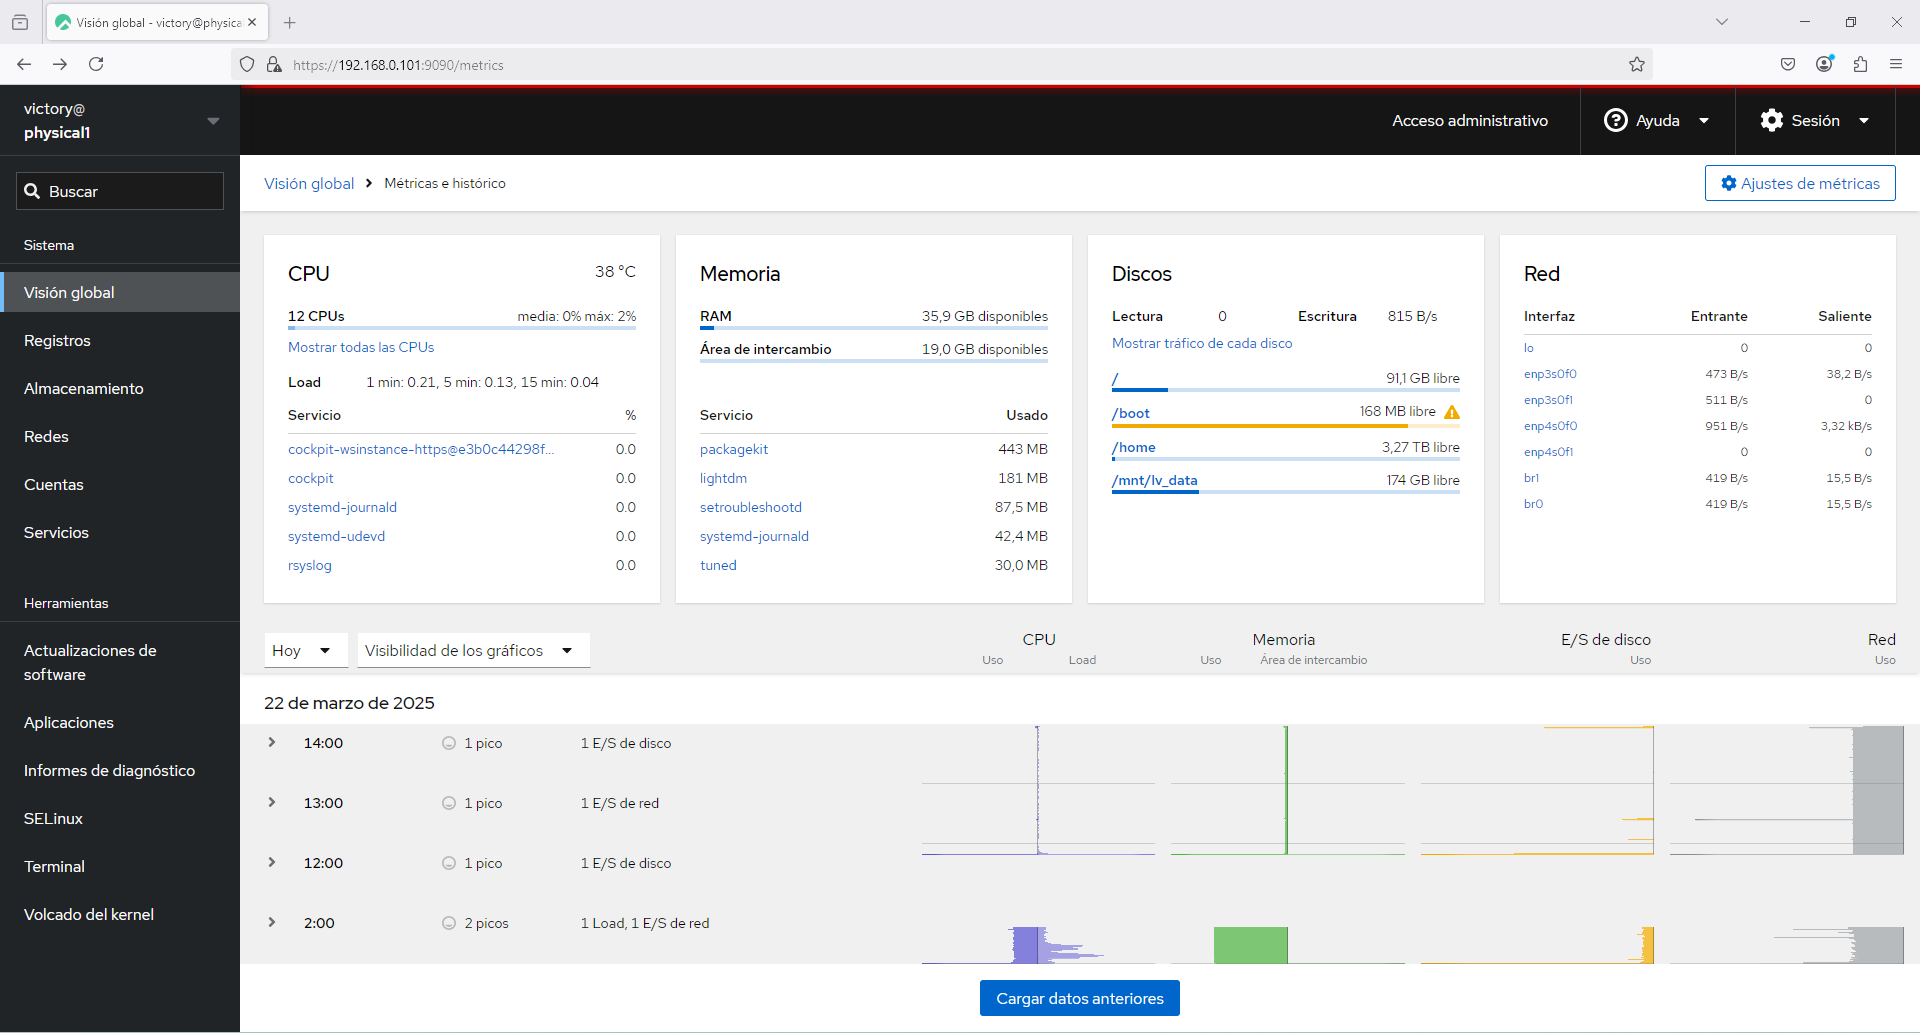 Visión global - victory@physica
https://192.168.0.101:9090/metrics
victory@
physical1
Acceso administrativo
Ayuda
Sesión
Buscar
Visión global
Métricas e histórico
Ajustes de métricas
Sistema
Visión global
Registros
Almacenamiento
Redes
Cuentas
Servicios
Herramientas
Actualizaciones de
software
Aplicaciones
Informes de diagnóstico
SELinux
Terminal
Volcado del kernel
CPU 38 °C
12 CPUs media: 0% máx: 2%
Mostrar todas las CPUs
Load 1 min: 0.21, 5 min: 0.13, 15 min: 0.04
Servicio %
cockpit-wsinstance-https@e3b0c44298f... 0.0
cockpit 0.0
systemd-journald 0.0
systemd-udevd 0.0
rsyslog 0.0
Memoria
RAM 35,9 GB disponibles
Área de intercambio 19,0 GB disponibles
Servicio Usado
packagekit 443 MB
lightdm 181 MB
setroubleshootd 87,5 MB
systemd-journald 42,4 MB
tuned 30,0 MB
Discos
Lectura 0 Escritura 815 B/s
Mostrar tráfico de cada disco
/ 91,1 GB libre
/boot 168 MB libre
/home 3,27 TB libre
/mnt/lv_data 174 GB libre
Red
Interfaz Entrante Saliente
lo 0 0
enp3s0f0 473 B/s 38,2 B/s
enp3s0f1 511 B/s 0
enp4s0f0 951 B/s 3,32 kB/s
enp4s0f1 0 0
br1 419 B/s 15,5 B/s
br0 419 B/s 15,5 B/s
Hoy Visibilidad de los gráficos
CPU Memoria E/S de disco Red
Uso Load Uso Área de intercambio Uso Uso
22 de marzo de 2025
14:00 1 pico 1 E/S de disco
13:00 1 pico 1 E/S de red
12:00 1 pico 1 E/S de disco
2:00 2 picos 1 Load, 1 E/S de red
Cargar datos anteriores